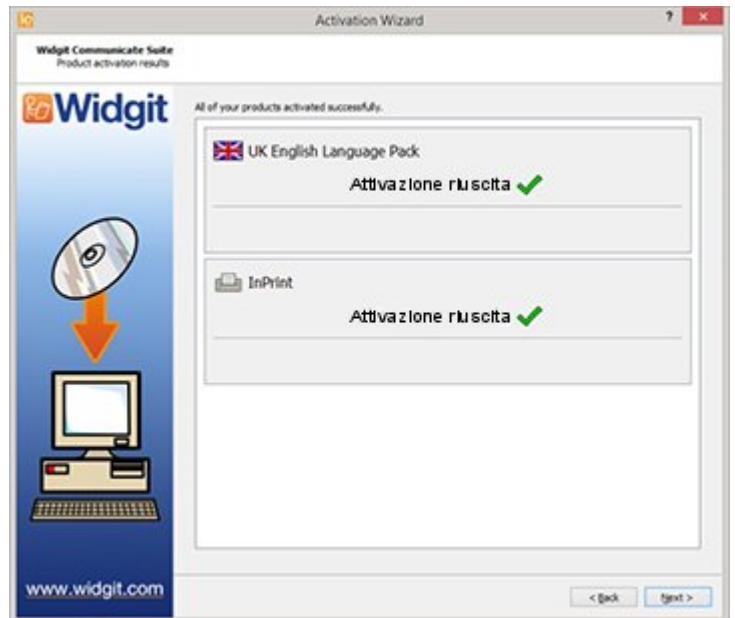 Activation Wizard
?
Widgit Communicate Suite
Product activation results
Widgit
All of your products activated successfully.
UK English Language Pack
Attivazione riuscita
InPrint
Attivazione riuscita
www.widgit.com
< Back
Next >